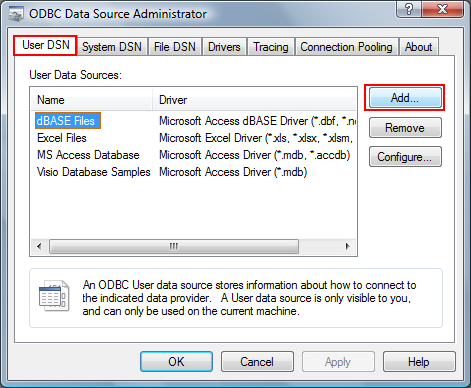 ODBC Data Source Administrator
User DSN System DSN File DSN Drivers Tracing Connection Pooling About
User Data Sources:
Name Driver
dBASE Files Microsoft Access dBASE Driver (*.dbf, *.n
Excel Files Microsoft Excel Driver (*.xls, *.xlsx, *.xlsm,
MS Access Database Microsoft Access Driver (*.mdb, *.accdb)
Visio Database Samples Microsoft Access Driver (*.mdb)
Add...
Remove
Configure...
An ODBC User data source stores information about how to connect to
the indicated data provider. A User data source is only visible to you,
and can only be used on the current machine.
OK Cancel Apply Help